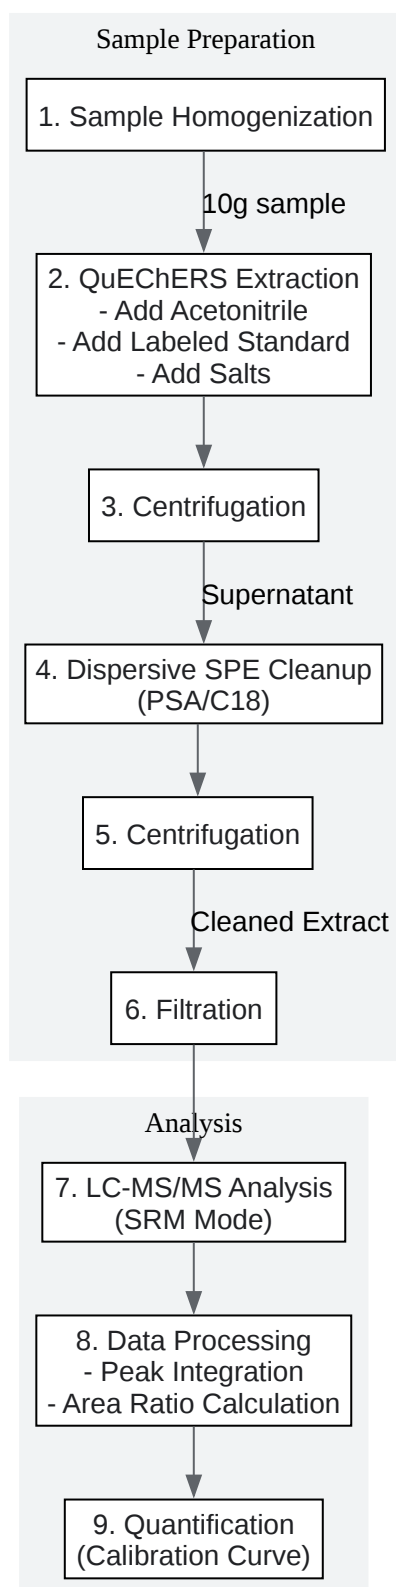 Sample Preparation
1. Sample Homogenization
10g sample
2. QuEChERS Extraction
- Add Acetonitrile
- Add Labeled Standard
- Add Salts
3. Centrifugation
Supernatant
4. Dispersive SPE Cleanup
(PSA/C18)
5. Centrifugation
Cleaned Extract
6. Filtration
Analysis
7. LC-MS/MS Analysis
(SRM Mode)
8. Data Processing
- Peak Integration
- Area Ratio Calculation
9. Quantification
(Calibration Curve)